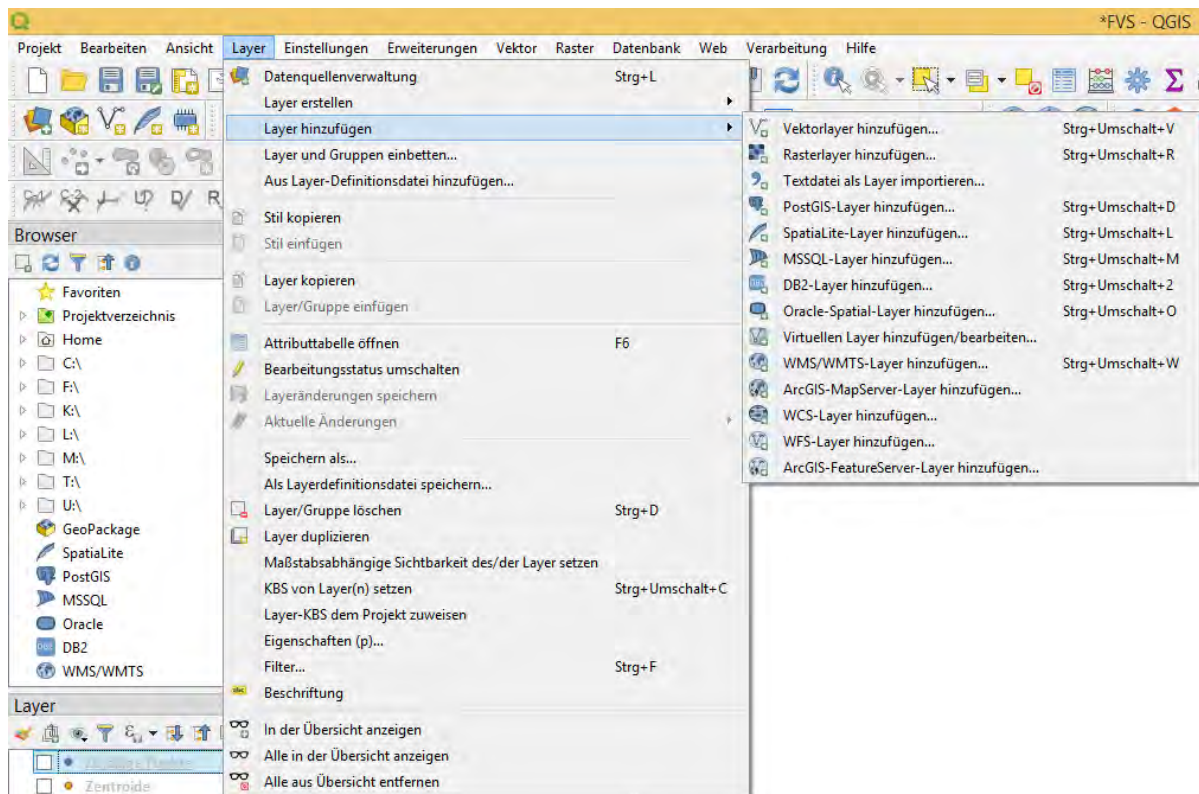 *FVS - QGIS
Projekt Bearbeiten Ansicht Layer Einstellungen Erweiterungen Vektor Raster Datenbank Web Verarbeitung Hilfe
Datenquellenverwaltung Strg+L
Layer erstellen
Layer hinzufügen
Layer und Gruppen einbetten...
Aus Layer-Definitionsdatei hinzufügen...
Stil kopieren
Stil einfügen
Layer kopieren
Layer/Gruppe einfügen
Attributtabelle öffnen F6
Bearbeitungsstatus umschalten
Layeränderungen speichern
Aktuelle Änderungen
Speichern als...
Als Layerdefinitionsdatei speichern...
Layer/Gruppe löschen Strg+D
Layer duplizieren
Maßstabsabhängige Sichtbarkeit des/der Layer setzen
KBS von Layer(n) setzen Strg+Umschalt+C
Layer-KBS dem Projekt zuweisen
Eigenschaften (p)...
Filter... Strg+F
Beschriftung
In der Übersicht anzeigen
Alle in der Übersicht anzeigen
Alle aus Übersicht entfernen
Vektorlayer hinzufügen... Strg+Umschalt+V
Rasterlayer hinzufügen... Strg+Umschalt+R
Textdatei als Layer importieren...
PostGIS-Layer hinzufügen... Strg+Umschalt+D
SpatiaLite-Layer hinzufügen... Strg+Umschalt+L
MSSQL-Layer hinzufügen... Strg+Umschalt+M
DB2-Layer hinzufügen... Strg+Umschalt+2
Oracle-Spatial-Layer hinzufügen... Strg+Umschalt+O
Virtuellen Layer hinzufügen/bearbeiten...
WMS/WMTS-Layer hinzufügen... Strg+Umschalt+W
ArcGIS-MapServer-Layer hinzufügen...
WCS-Layer hinzufügen...
WFS-Layer hinzufügen...
ArcGIS-FeatureServer-Layer hinzufügen...
Browser
Favoriten
Projektverzeichnis
Home
C:\
F:\
K:\
L:\
M:\
T:\
U:\
GeoPackage
SpatiaLite
PostGIS
MSSQL
Oracle
DB2
WMS/WMTS
Layer
Zentroide